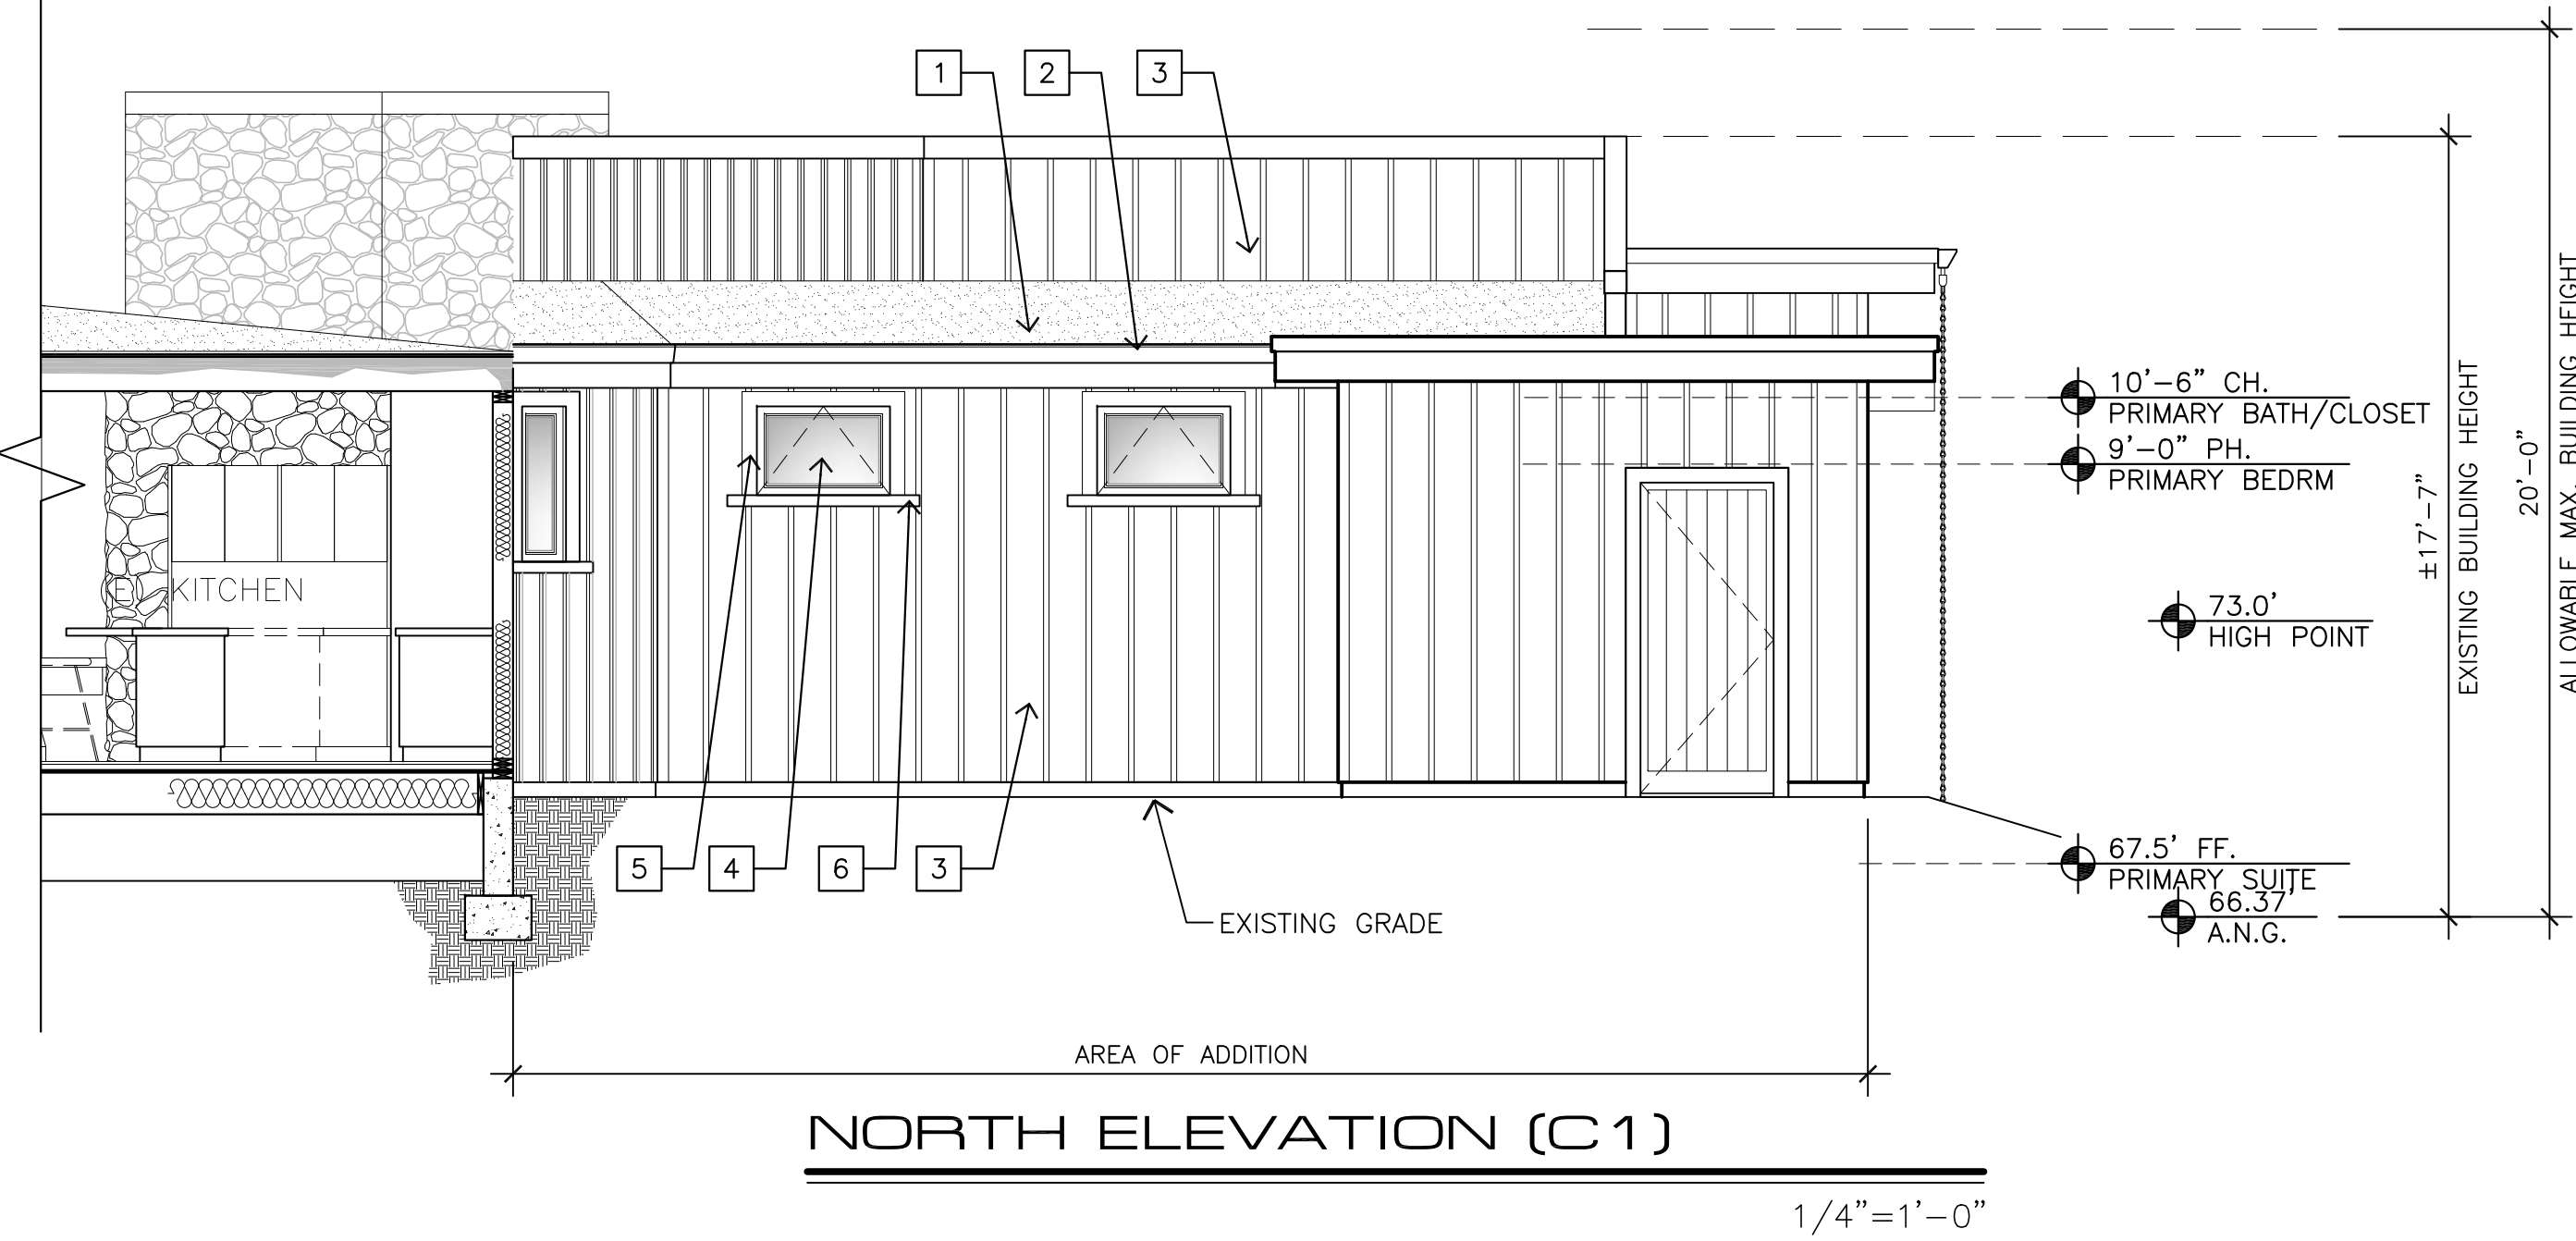 1
2
3
10'-6" CH.
PRIMARY BATH/CLOSET
9'-0" PH.
PRIMARY BEDRM
73.0'
HIGH POINT
±17'-7"
EXISTING BUILDING HEIGHT
20'-0"
ALLOWABLE MAX. BUILDING HEIGHT
KITCHEN
5
4
6
3
67.5' FF.
PRIMARY SUITE
66.37'
A.N.G.
EXISTING GRADE
AREA OF ADDITION
NORTH ELEVATION (C1)
1/4"=1'-0"